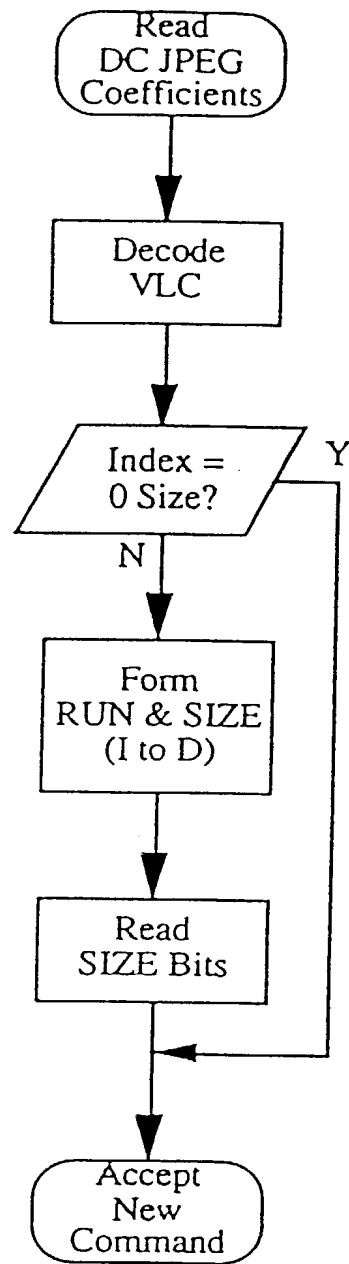 Read
DC JPEG
Coefficients
Decode
VLC
Index =
0 Size?
Y
N
Form
RUN & SIZE
(I to D)
Read
SIZE Bits
Accept
New
Command